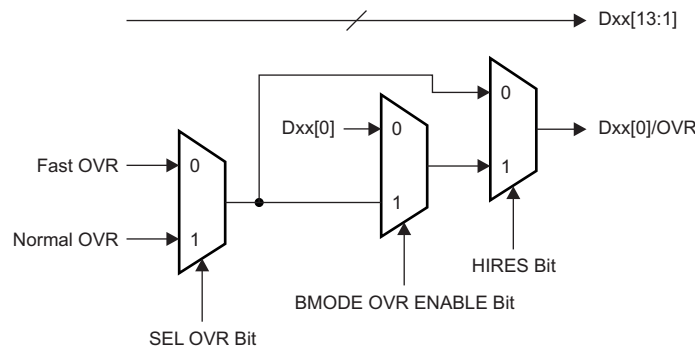 Dxx[13:1]
0
Dxx[0]
0
Dxx[0]/OVR
Fast OVR
0
1
1
Normal OVR
1
HIRES Bit
BMODE OVR ENABLE Bit
SEL OVR Bit